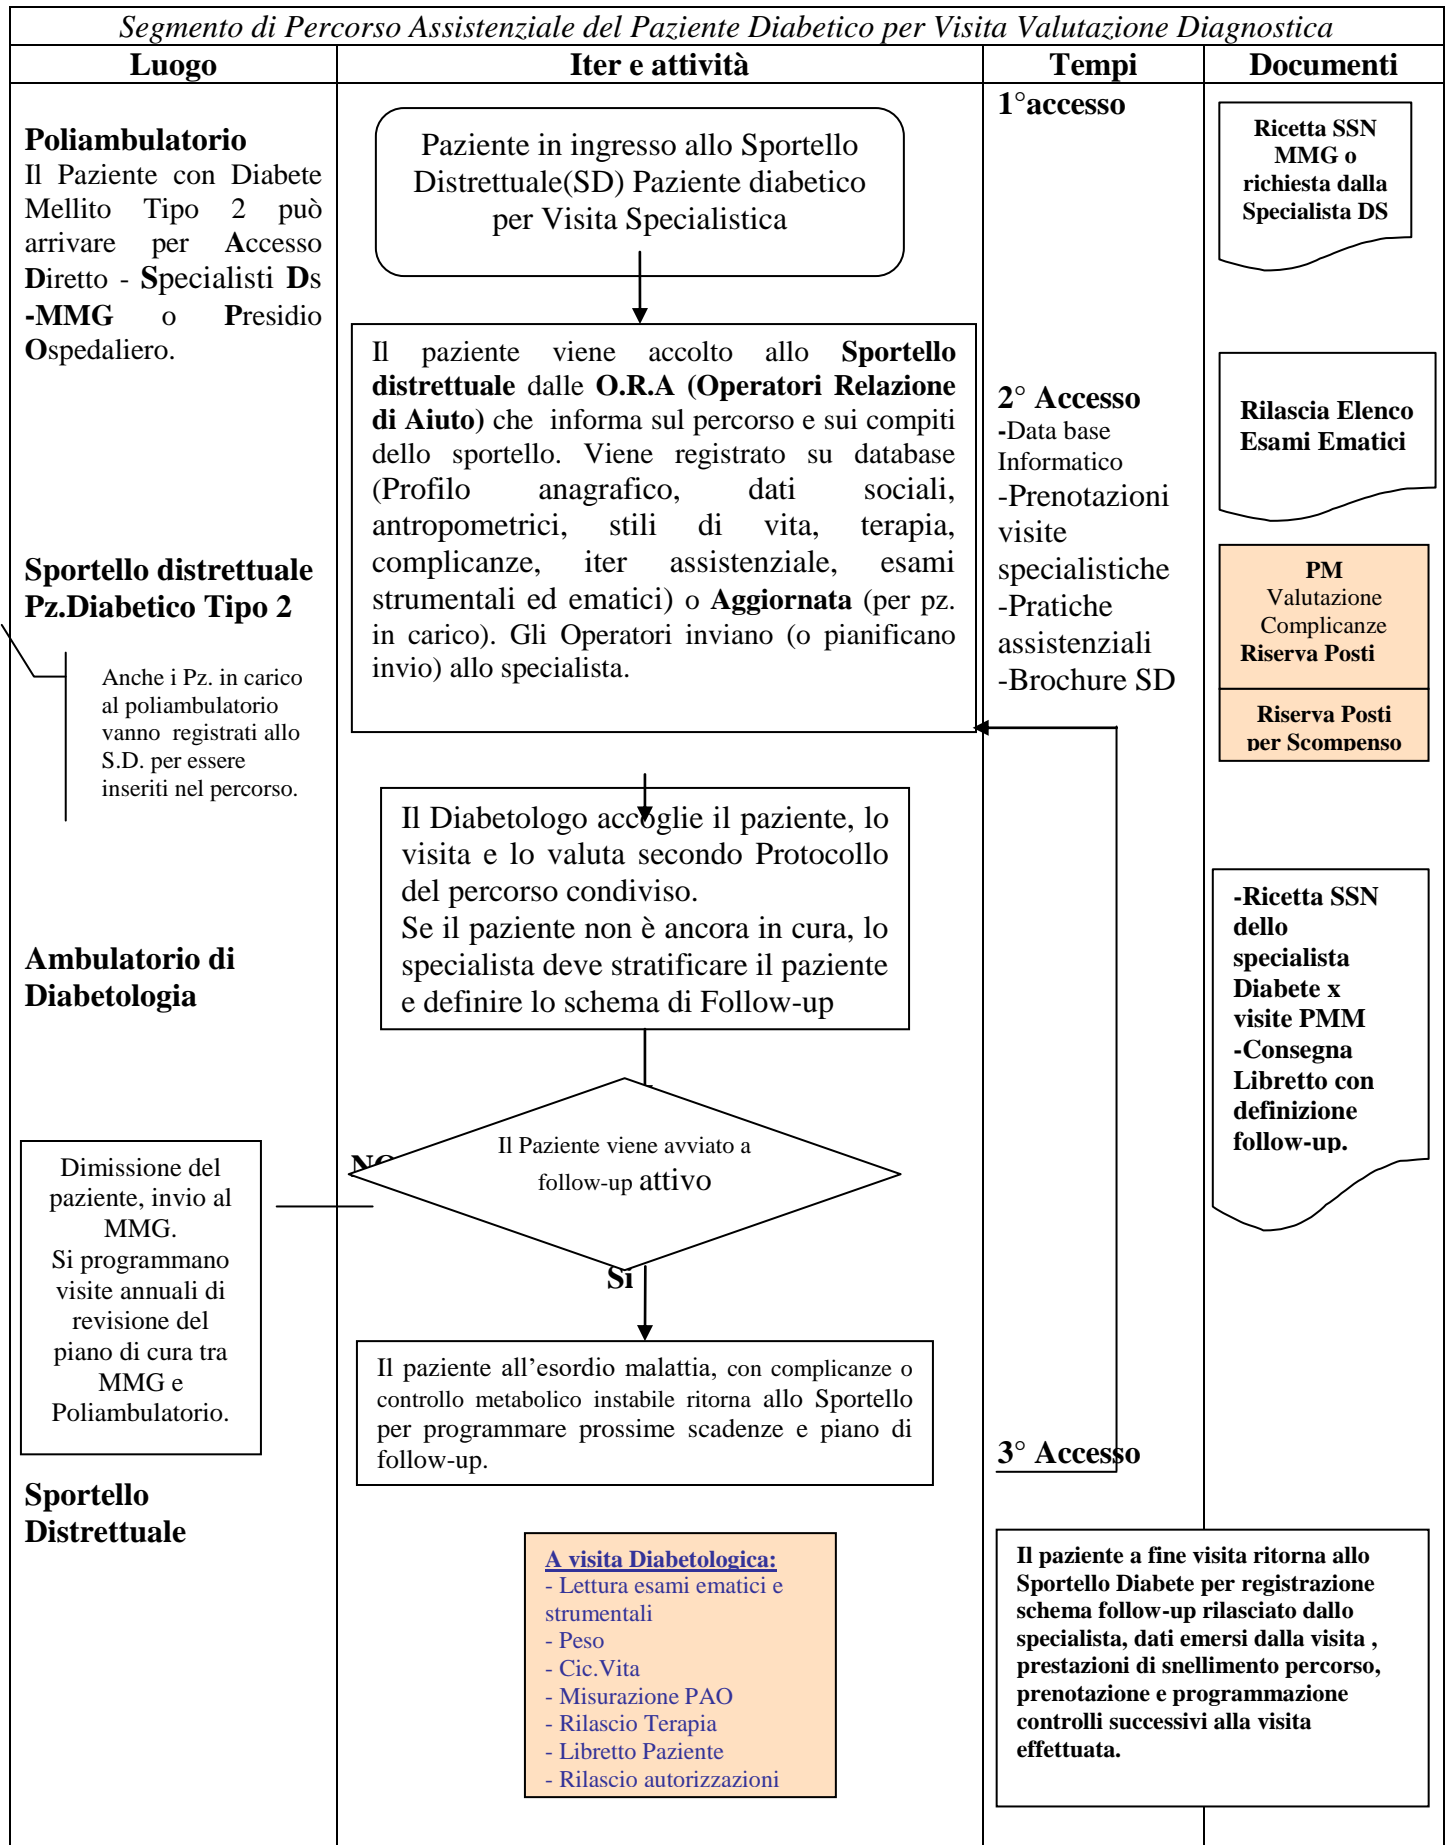 Segmento di Percorso Assistenziale del Paziente Diabetico per Visita Valutazione Diagnostica
Luogo
Iter e attività
Tempi
Documenti
Poliambulatorio
Il Paziente con Diabete
Mellito Tipo 2 può
arrivare per Accesso
Diretto - Specialisti Ds
-MMG o Presidio
Ospedaliero.
Sportello distrettuale
Pz.Diabetico Tipo 2
Anche i Pz. in carico
al poliambulatorio
vanno registrati allo
S.D. per essere
inseriti nel percorso.
Ambulatorio di
Diabetologia
Dimissione del
paziente, invio al
MMG.
Si programmano
visite annuali di
revisione del
piano di cura tra
MMG e
Poliambulatorio.
Sportello
Distrettuale
Paziente in ingresso allo Sportello
Distrettuale(SD) Paziente diabetico
per Visita Specialistica
Il paziente viene accolto allo Sportello
distrettuale dalle O.R.A (Operatori Relazione
di Aiuto) che informa sul percorso e sui compiti
dello sportello. Viene registrato su database
(Profilo anagrafico, dati sociali,
antropometrici, stili di vita, terapia,
complicanze, iter assistenziale, esami
strumentali ed ematici) o Aggiornata (per pz.
in carico). Gli Operatori inviano (o pianificano
invio) allo specialista.
Il Diabetologo accoglie il paziente, lo
visita e lo valuta secondo Protocollo
del percorso condiviso.
Se il paziente non è ancora in cura, lo
specialista deve stratificare il paziente
e definire lo schema di Follow-up
Il Paziente viene avviato a
follow-up attivo
NO
Si
Il paziente all'esordio malattia, con complicanze o
controllo metabolico instabile ritorna allo Sportello
per programmare prossime scadenze e piano di
follow-up.
A visita Diabetologica:
- Lettura esami ematici e
strumentali
- Peso
- Cic.Vita
- Misurazione PAO
- Rilascio Terapia
- Libretto Paziente
- Rilascio autorizzazioni
1°accesso
2° Accesso
-Data base
Informatico
-Prenotazioni
visite
specialistiche
-Pratiche
assistenziali
-Brochure SD
3° Accesso
Ricetta SSN
MMG o
richiesta dalla
Specialista DS
Rilascia Elenco
Esami Ematici
PM
Valutazione
Complicanze
Riserva Posti
Riserva Posti
per Scompenso
-Ricetta SSN
dello
specialista
Diabete x
visite PMM
-Consegna
Libretto con
definizione
follow-up.
Il paziente a fine visita ritorna allo
Sportello Diabete per registrazione
schema follow-up rilasciato dallo
specialista, dati emersi dalla visita ,
prestazioni di snellimento percorso,
prenotazione e programmazione
controlli successivi alla visita
effettuata.